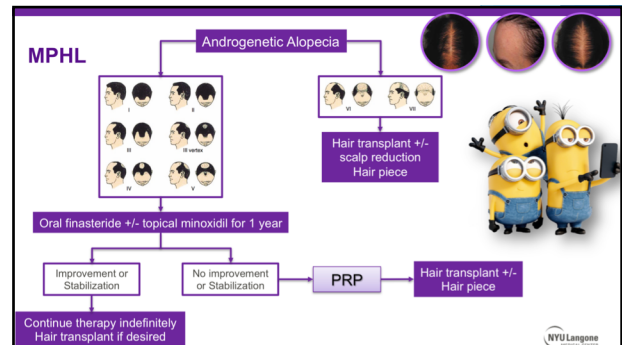 MPHL
Androgenetic Alopecia
I
II
III
III vertex
IV
V
VI
VII
Hair transplant +/-
scalp reduction
Hair piece
Oral finasteride +/- topical minoxidil for 1 year
Improvement or
Stabilization
No improvement
or Stabilization
PRP
Hair transplant +/-
Hair piece
Continue therapy indefinitely
Hair transplant if desired
NYU Langone
MEDICAL CENTER